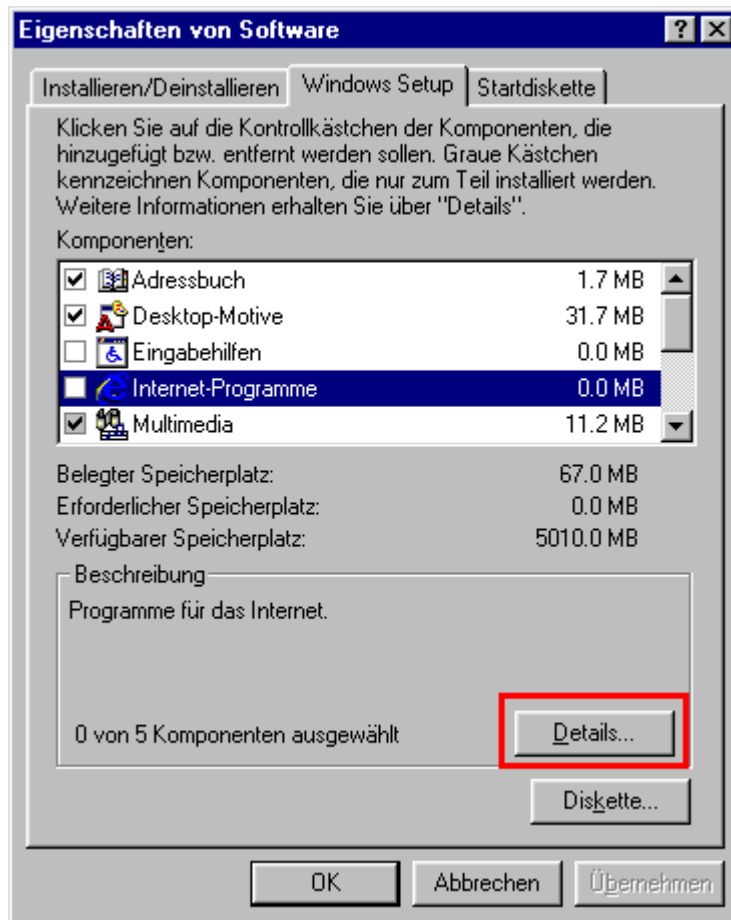 Eigenschaften von Software
Installieren/Deinstallieren Windows Setup Startdiskette
Klicken Sie auf die Kontrollkästchen der Komponenten, die
hinzugefügt bzw. entfernt werden sollen. Graue Kästchen
kennzeichnen Komponenten, die nur zum Teil installiert werden.
Weitere Informationen erhalten Sie über "Details".
Komponenten:
Adressbuch 1.7 MB
Desktop-Motive 31.7 MB
Eingabehilfen 0.0 MB
Internet-Programme 0.0 MB
Multimedia 11.2 MB
Belegter Speicherplatz: 67.0 MB
Erforderlicher Speicherplatz: 0.0 MB
Verfügbarer Speicherplatz: 5010.0 MB
Beschreibung
Programme für das Internet.
0 von 5 Komponenten ausgewählt Details...
Diskette...
OK Abbrechen Übernehmen